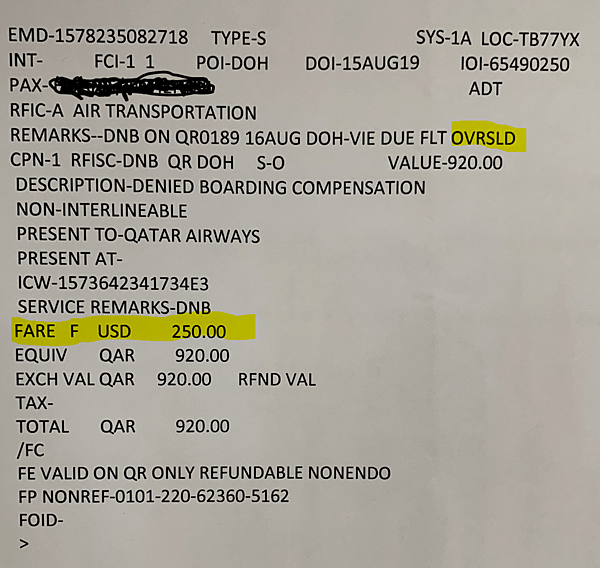 EMD-1578235082718 TYPE-S SYS-1A LOC-TB77YX
INT- FCI-1 1 POI-DOH DOI-15AUG19 IOI-65490250
PAX- ADT
RFIC-A AIR TRANSPORTATION
REMARKS--DNB ON QR0189 16AUG DOH-VIE DUE FLT OVRSLD
CPN-1 RFISC-DNB QR DOH S-O VALUE-920.00
DESCRIPTION-DENIED BOARDING COMPENSATION
NON-INTERLINEABLE
PRESENT TO-QATAR AIRWAYS
PRESENT AT-
ICW-1573642341734E3
SERVICE REMARKS-DNB
FARE F USD 250.00
EQUIV QAR 920.00
EXCH VAL QAR 920.00 RFND VAL
TAX-
TOTAL QAR 920.00
/FC
FE VALID ON QR ONLY REFUNDABLE NONENDO
FP NONREF-0101-220-62360-5162
FOID-
>